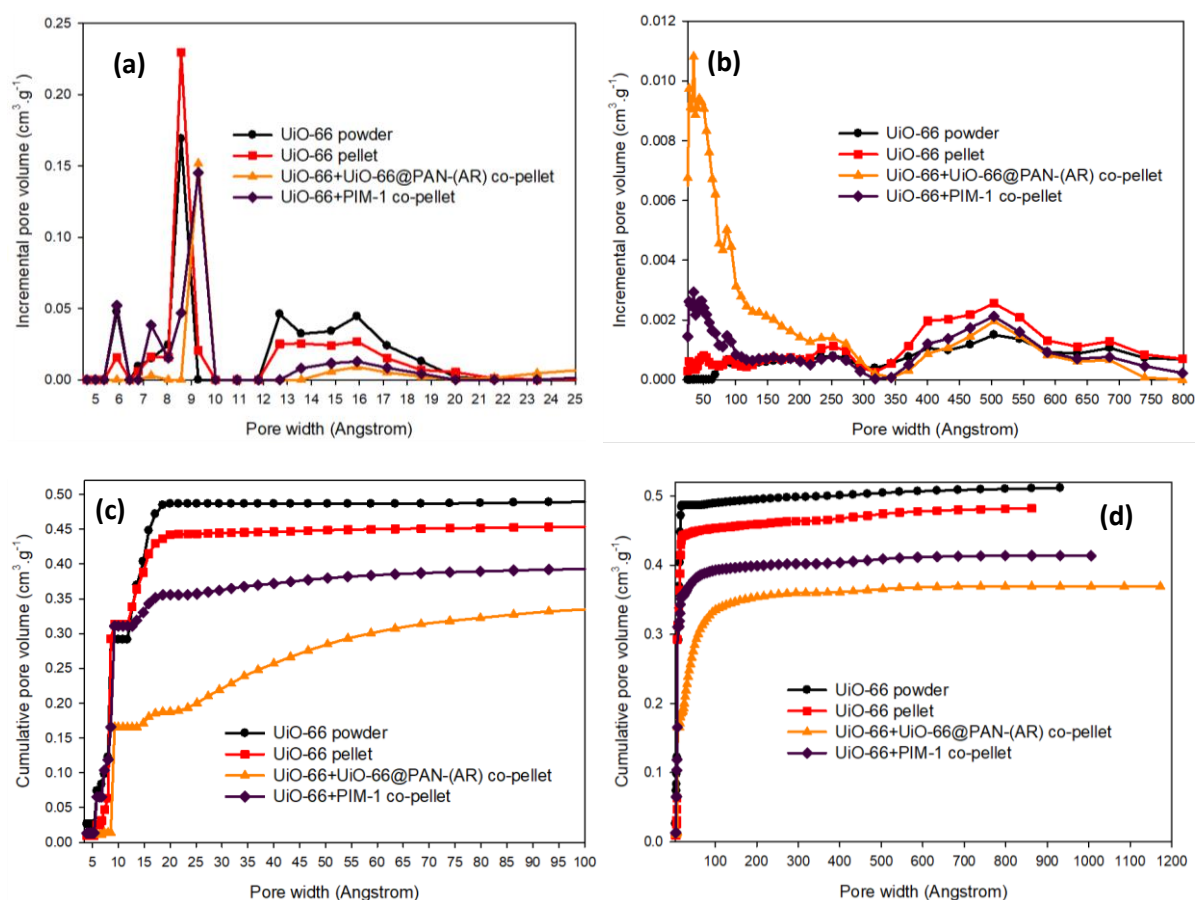 (a)
Incremental pore volume (cm³.g⁻¹)
0.25
0.20
0.15
0.10
0.05
0.00
UiO-66 powder
UiO-66 pellet
UiO-66+UiO-66@PAN-(AR) co-pellet
UiO-66+PIM-1 co-pellet
5 6 7 8 9 10 11 12 13 14 15 16 17 18 19 20 21 22 23 24 25
Pore width (Angstrom)
(b)
Incremental pore volume (cm³.g⁻¹)
0.012
0.010
0.008
0.006
0.004
0.002
0.000
UiO-66 powder
UiO-66 pellet
UiO-66+UiO-66@PAN-(AR) co-pellet
UiO-66+PIM-1 co-pellet
50 100 150 200 250 300 350 400 450 500 550 600 650 700 750 800
Pore width (Angstrom)
(c)
Cumulative pore volume (cm³.g⁻¹)
0.50
0.45
0.40
0.35
0.30
0.25
0.20
0.15
0.10
0.05
0.00
UiO-66 powder
UiO-66 pellet
UiO-66+UiO-66@PAN-(AR) co-pellet
UiO-66+PIM-1 co-pellet
5 10 15 20 25 30 35 40 45 50 55 60 65 70 75 80 85 90 95 100
Pore width (Angstrom)
(d)
Cumulative pore volume (cm³.g⁻¹)
0.5
0.4
0.3
0.2
0.1
0.0
UiO-66 powder
UiO-66 pellet
UiO-66+UiO-66@PAN-(AR) co-pellet
UiO-66+PIM-1 co-pellet
100 200 300 400 500 600 700 800 900 1000 1100 1200
Pore width (Angstrom)